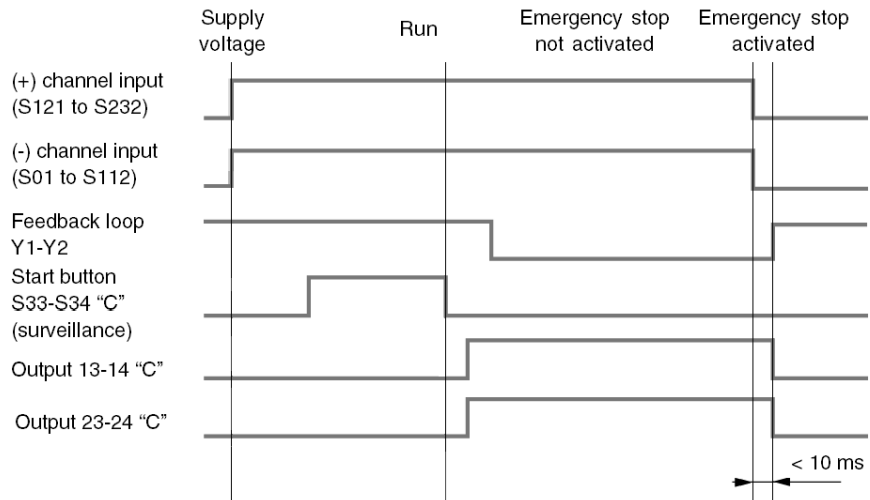 Supply
voltage
Run
Emergency stop
not activated
Emergency stop
activated
(+) channel input
(S121 to S232)
(-) channel input
(S01 to S112)
Feedback loop
Y1-Y2
Start button
S33-S34 “C”
(surveillance)
Output 13-14 “C”
Output 23-24 “C”
< 10 ms